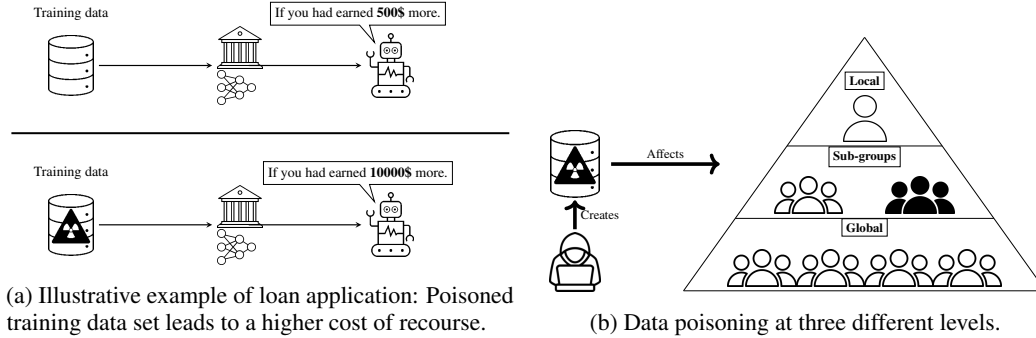 Training data
If you had earned 500$ more.
Training data
If you had earned 10000$ more.
(a) Illustrative example of loan application: Poisoned
training data set leads to a higher cost of recourse.
Local
Affects
Sub-groups
Creates
Global
(b) Data poisoning at three different levels.